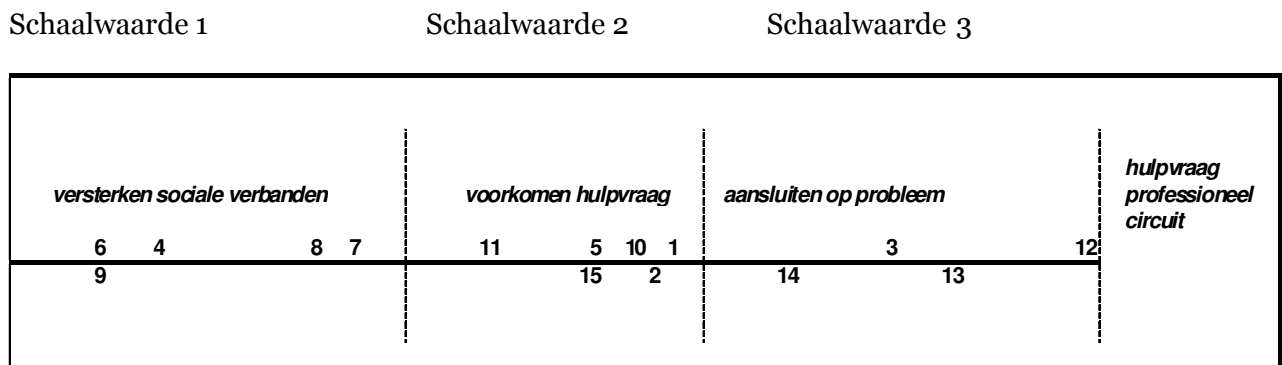 Schaalwaarde 1 Schaalwaarde 2 Schaalwaarde 3
hulpvraag
versterken sociale verbanden voorkomen hulpvraag aansluiten op probleem professioneel
circuit
6 4 8 7 11 5 10 1 3 12
9 15 2 14 13